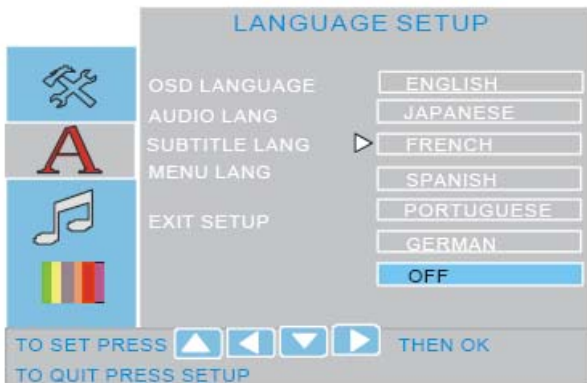 LANGUAGE SETUP
OSD LANGUAGE
AUDIO LANG
SUBTITLE LANG
MENU LANG
EXIT SETUP
ENGLISH
JAPANESE
FRENCH
SPANISH
PORTUGUESE
GERMAN
OFF
A
TO SET PRESS THEN OK
TO QUIT PRESS SETUP